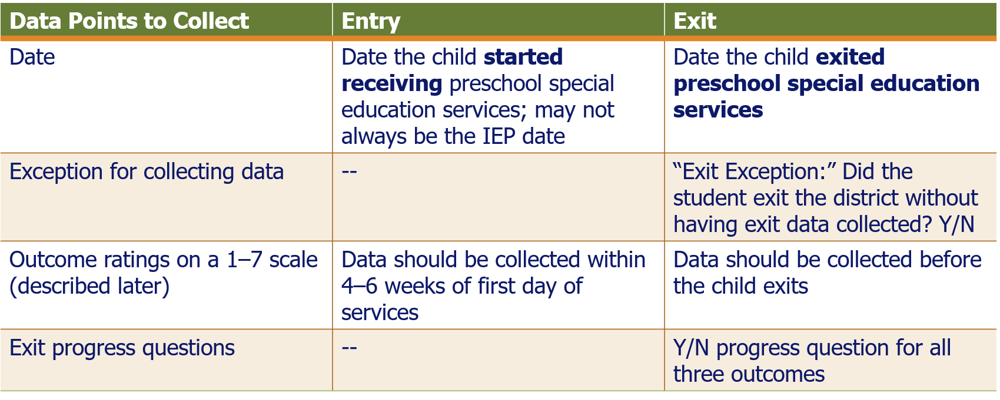 Data Points to Collect
Entry
Exit
Date
Date the child started
receiving preschool special
education services; may not
always be the IEP date
Date the child exited
preschool special education
services
Exception for collecting data
--
“Exit Exception:” Did the
student exit the district without
having exit data collected? Y/N
Outcome ratings on a 1–7 scale
(described later)
Data should be collected within
4–6 weeks of first day of
services
Data should be collected before
the child exits
Exit progress questions
--
Y/N progress question for all
three outcomes